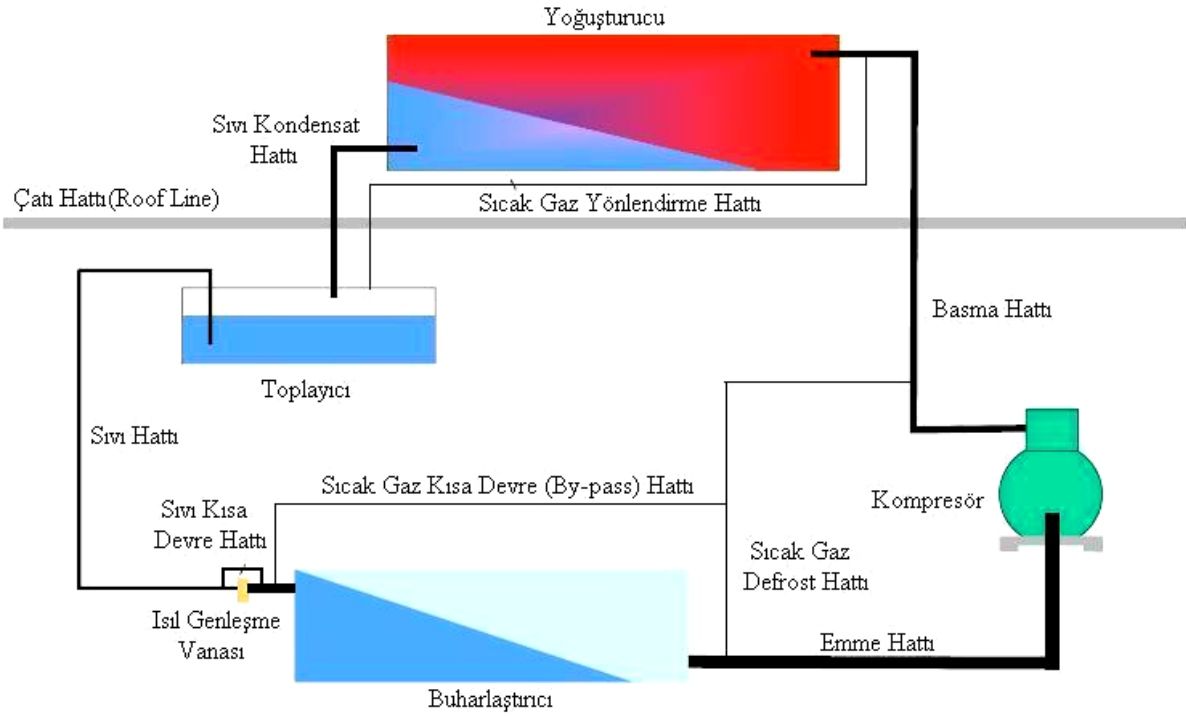 Yoğuşturucu
Sıvı Kondensat
Hattı
Çatı Hattı(Roof Line)
Sıcak Gaz Yönlendirme Hattı
Basma Hattı
Toplayıcı
Sıvı Hattı
Sıcak Gaz Kısa Devre (By-pass) Hattı
Kompresör
Sıvı Kısa
Devre Hattı
Sıcak Gaz
Defrost Hattı
Isıl Genleşme
Vanası
Emme Hattı
Buharlaştırıcı